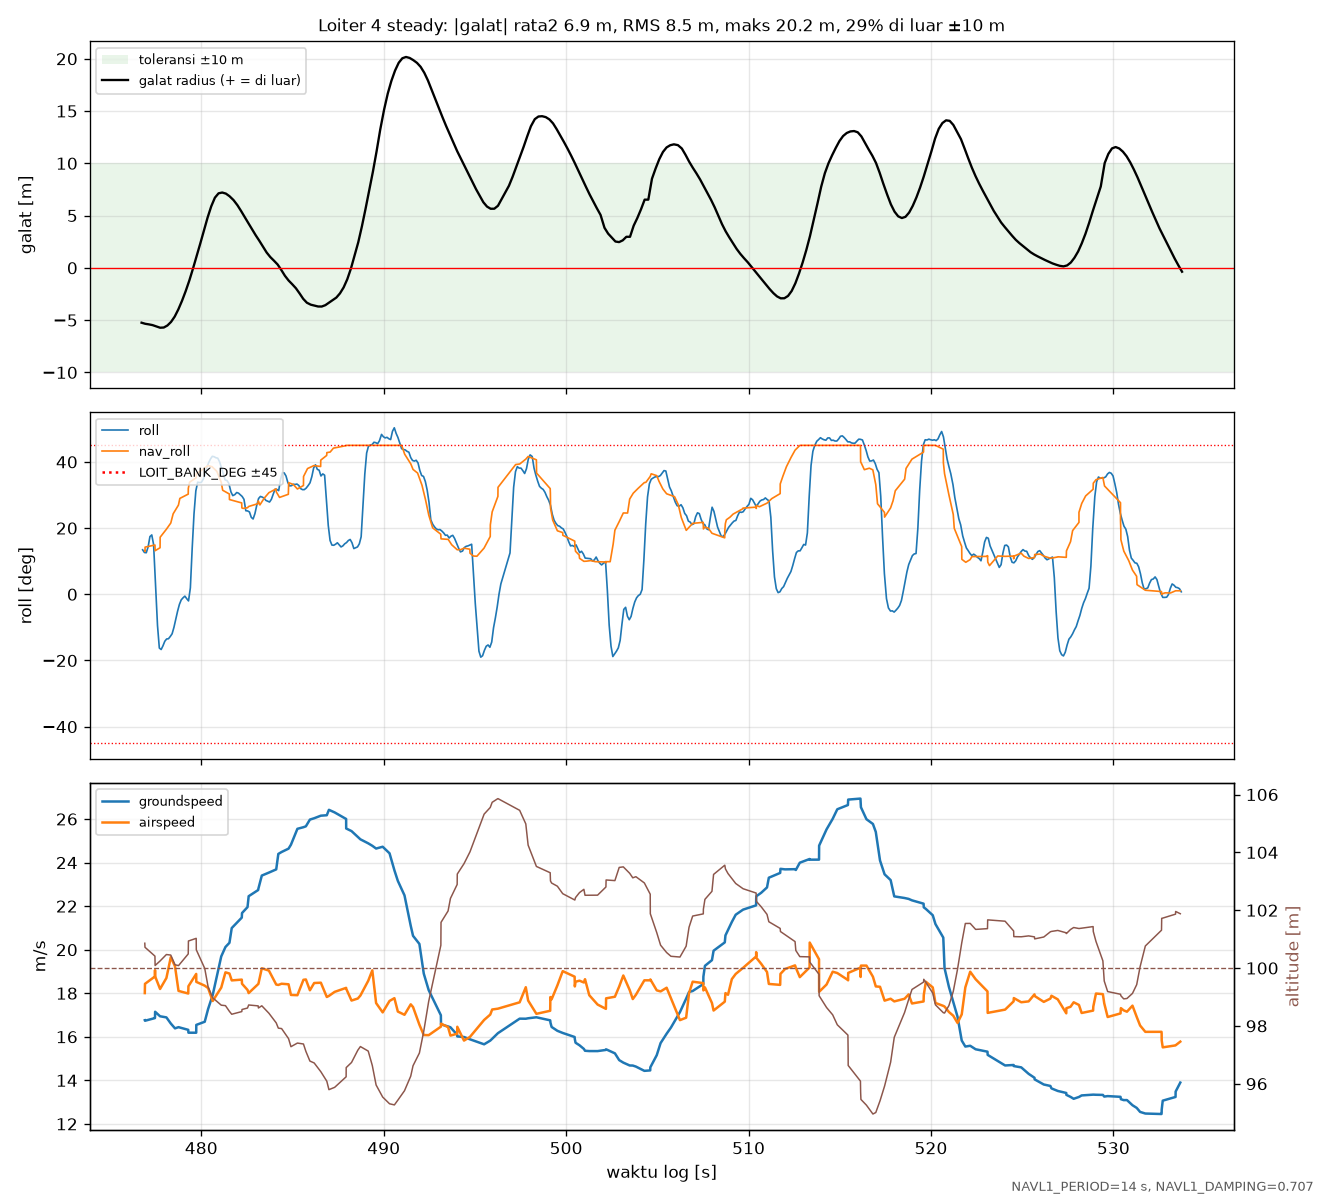 Loiter 4 steady: |galat| rata2 6.9 m, RMS 8.5 m, maks 20.2 m, 29% di luar ±10 m
toleransi ±10 m
galat radius (+ = di luar)
20
15
10
5
0
−5
−10
galat [m]
roll
nav_roll
LOIT_BANK_DEG ±45
40
20
0
−20
−40
roll [deg]
groundspeed
airspeed
26
24
22
20
18
16
14
12
m/s
106
104
102
100
98
96
altitude [m]
480 490 500 510 520 530
waktu log [s]
NAVL1_PERIOD=14 s, NAVL1_DAMPING=0.707